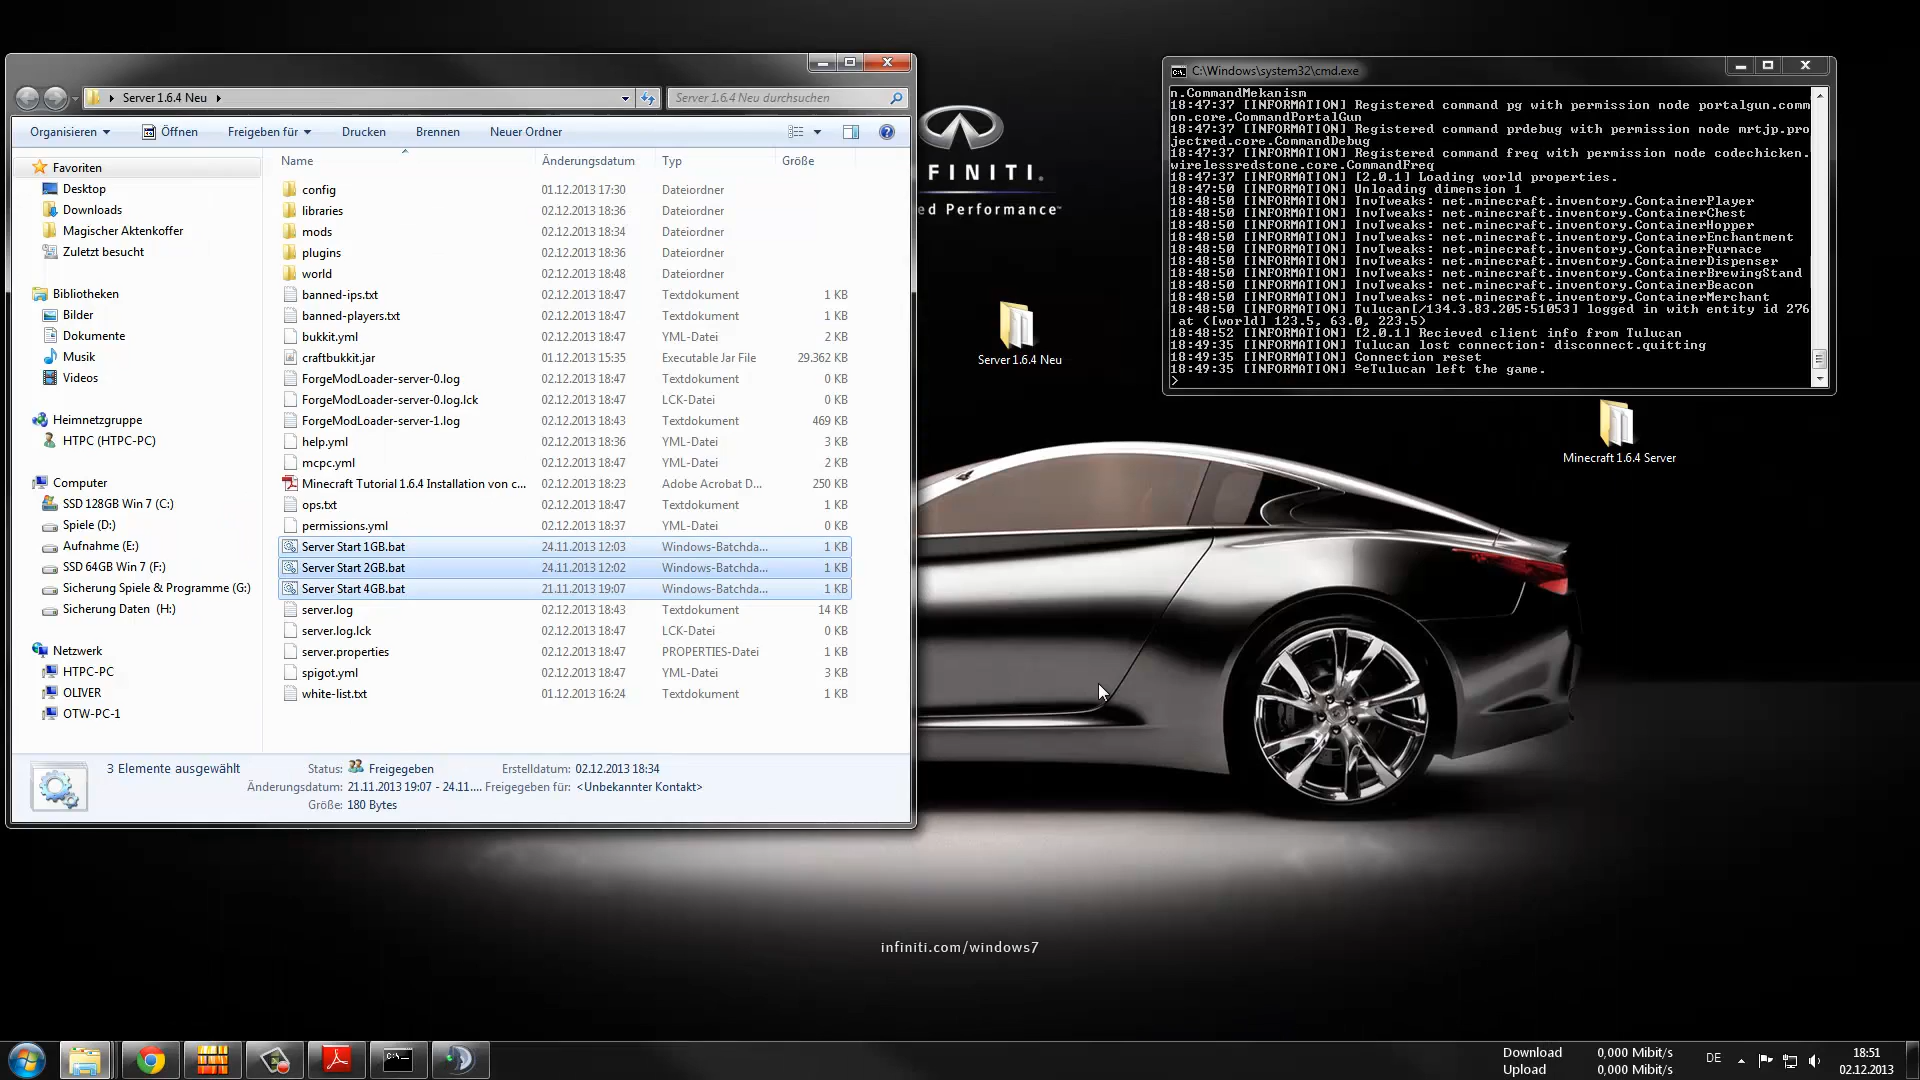 Server 1.6.4 Neu
Server 1.6.4 Neu durchsuchen
Organisieren
Öffnen
Freigeben für
Drucken
Brennen
Neuer Ordner
Favoriten
Desktop
Downloads
Magischer Aktenkoffer
Zuletzt besucht
Bibliotheken
Bilder
Dokumente
Musik
Videos
Heimnetzgruppe
HTPC (HTPC-PC)
Computer
SSD 128GB Win 7 (C:)
Spiele (D:)
Aufnahme (E:)
SSD 64GB Win 7 (F:)
Sicherung Spiele & Programme (G:)
Sicherung Daten (H:)
Netzwerk
HTPC-PC
OLIVER
OTW-PC-1
Name Änderungsdatum Typ Größe
config 01.12.2013 17:30 Dateiordner
libraries 02.12.2013 18:36 Dateiordner
mods 02.12.2013 18:34 Dateiordner
plugins 02.12.2013 18:36 Dateiordner
world 02.12.2013 18:48 Dateiordner
banned-ips.txt 02.12.2013 18:47 Textdokument 1 KB
banned-players.txt 02.12.2013 18:47 Textdokument 1 KB
bukkit.yml 02.12.2013 18:47 YML-Datei 2 KB
craftbukkit.jar 01.12.2013 15:35 Executable Jar File 29.362 KB
ForgeModLoader-server-0.log 02.12.2013 18:47 Textdokument 0 KB
ForgeModLoader-server-0.log.lck 02.12.2013 18:47 LCK-Datei 0 KB
ForgeModLoader-server-1.log 02.12.2013 18:43 Textdokument 469 KB
help.yml 02.12.2013 18:36 YML-Datei 3 KB
mcpc.yml 02.12.2013 18:47 YML-Datei 2 KB
Minecraft Tutorial 1.6.4 Installation von c... 02.12.2013 18:23 Adobe Acrobat D... 250 KB
ops.txt 02.12.2013 18:47 Textdokument 1 KB
permissions.yml 02.12.2013 18:37 YML-Datei 0 KB
Server Start 1GB.bat 24.11.2013 12:03 Windows-Batchda... 1 KB
Server Start 2GB.bat 24.11.2013 12:02 Windows-Batchda... 1 KB
Server Start 4GB.bat 21.11.2013 19:07 Windows-Batchda... 1 KB
server.log 02.12.2013 18:43 Textdokument 14 KB
server.log.lck 02.12.2013 18:47 LCK-Datei 0 KB
server.properties 02.12.2013 18:47 PROPERTIES-Datei 1 KB
spigot.yml 02.12.2013 18:47 YML-Datei 3 KB
white-list.txt 01.12.2013 16:24 Textdokument 1 KB
3 Elemente ausgewählt
Status: Freigegeben
Erstelldatum: 02.12.2013 18:34
Änderungsdatum: 21.11.2013 19:07 - 24.11....
Freigegeben für: <Unbekannter Kontakt>
Größe: 180 Bytes
FINITI.
ed Performance™
Server 1.6.4 Neu
C:\Windows\system32\cmd.exe
n.CommandMekanism
18:47:37 [INFORMATION] Registered command pg with permission node portalgun.comm
on.core.CommandPortalGun
18:47:37 [INFORMATION] Registered command prdebug with permission node mrtjp.pro
jectred.core.CommandDebug
18:47:37 [INFORMATION] Registered command freq with permission node codechicken.
wirelessredstone.core.CommandFreq
18:47:37 [INFORMATION] [2.0.1] Loading world properties.
18:47:50 [INFORMATION] Unloading dimension 1
18:48:50 [INFORMATION] InvTweaks: net.minecraft.inventory.ContainerPlayer
18:48:50 [INFORMATION] InvTweaks: net.minecraft.inventory.ContainerChest
18:48:50 [INFORMATION] InvTweaks: net.minecraft.inventory.ContainerHopper
18:48:50 [INFORMATION] InvTweaks: net.minecraft.inventory.ContainerEnchantment
18:48:50 [INFORMATION] InvTweaks: net.minecraft.inventory.ContainerFurnace
18:48:50 [INFORMATION] InvTweaks: net.minecraft.inventory.ContainerDispenser
18:48:50 [INFORMATION] InvTweaks: net.minecraft.inventory.ContainerBrewingStand
18:48:50 [INFORMATION] InvTweaks: net.minecraft.inventory.ContainerBeacon
18:48:50 [INFORMATION] InvTweaks: net.minecraft.inventory.ContainerMerchant
18:48:50 [INFORMATION] Tulucan[/134.3.83.205:51053] logged in with entity id 276
at ([world] 123.5, 63.0, 223.5)
18:48:52 [INFORMATION] [2.0.1] Recieved client info from Tulucan
18:49:35 [INFORMATION] Tulucan lost connection: disconnect.quitting
18:49:35 [INFORMATION] Connection reset
18:49:35 [INFORMATION] ºeTulucan left the game.
>
Minecraft 1.6.4 Server
infiniti.com/windows7
Download 0,000 Mibit/s
Upload 0,000 Mibit/s
DE
18:51
02.12.2013